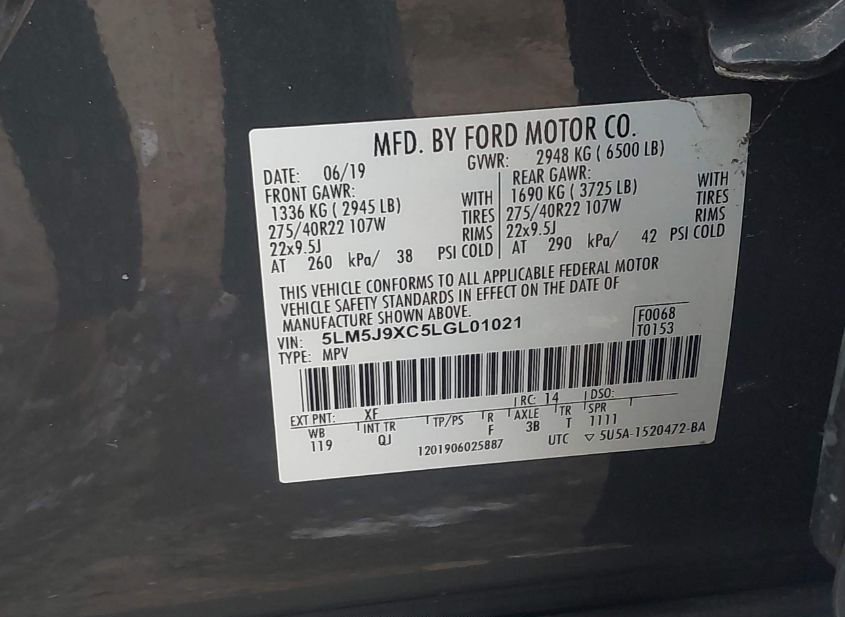 MFD. BY FORD MOTOR CO.
DATE: 06/19 GVWR: 2948 KG ( 6500 LB)
FRONT GAWR: REAR GAWR:
1336 KG ( 2945 LB) WITH 1690 KG ( 3725 LB) WITH
275/40R22 107W TIRES 275/40R22 107W TIRES
22x9.5J RIMS 22x9.5J RIMS
AT 260 kPa/ 38 PSI COLD AT 290 kPa/ 42 PSI COLD
THIS VEHICLE CONFORMS TO ALL APPLICABLE FEDERAL MOTOR
VEHICLE SAFETY STANDARDS IN EFFECT ON THE DATE OF
MANUFACTURE SHOWN ABOVE.
VIN: 5LM5J9XC5LGL01021 F0068
TYPE: MPV T0153
EXT PNT: XF RC: 14 DSO:
WB INT TR TP/PS R AXLE TR SPR
119 QJ F 3B T 1111
1201906025887 UTC ▽ 5U5A-1520472-BA